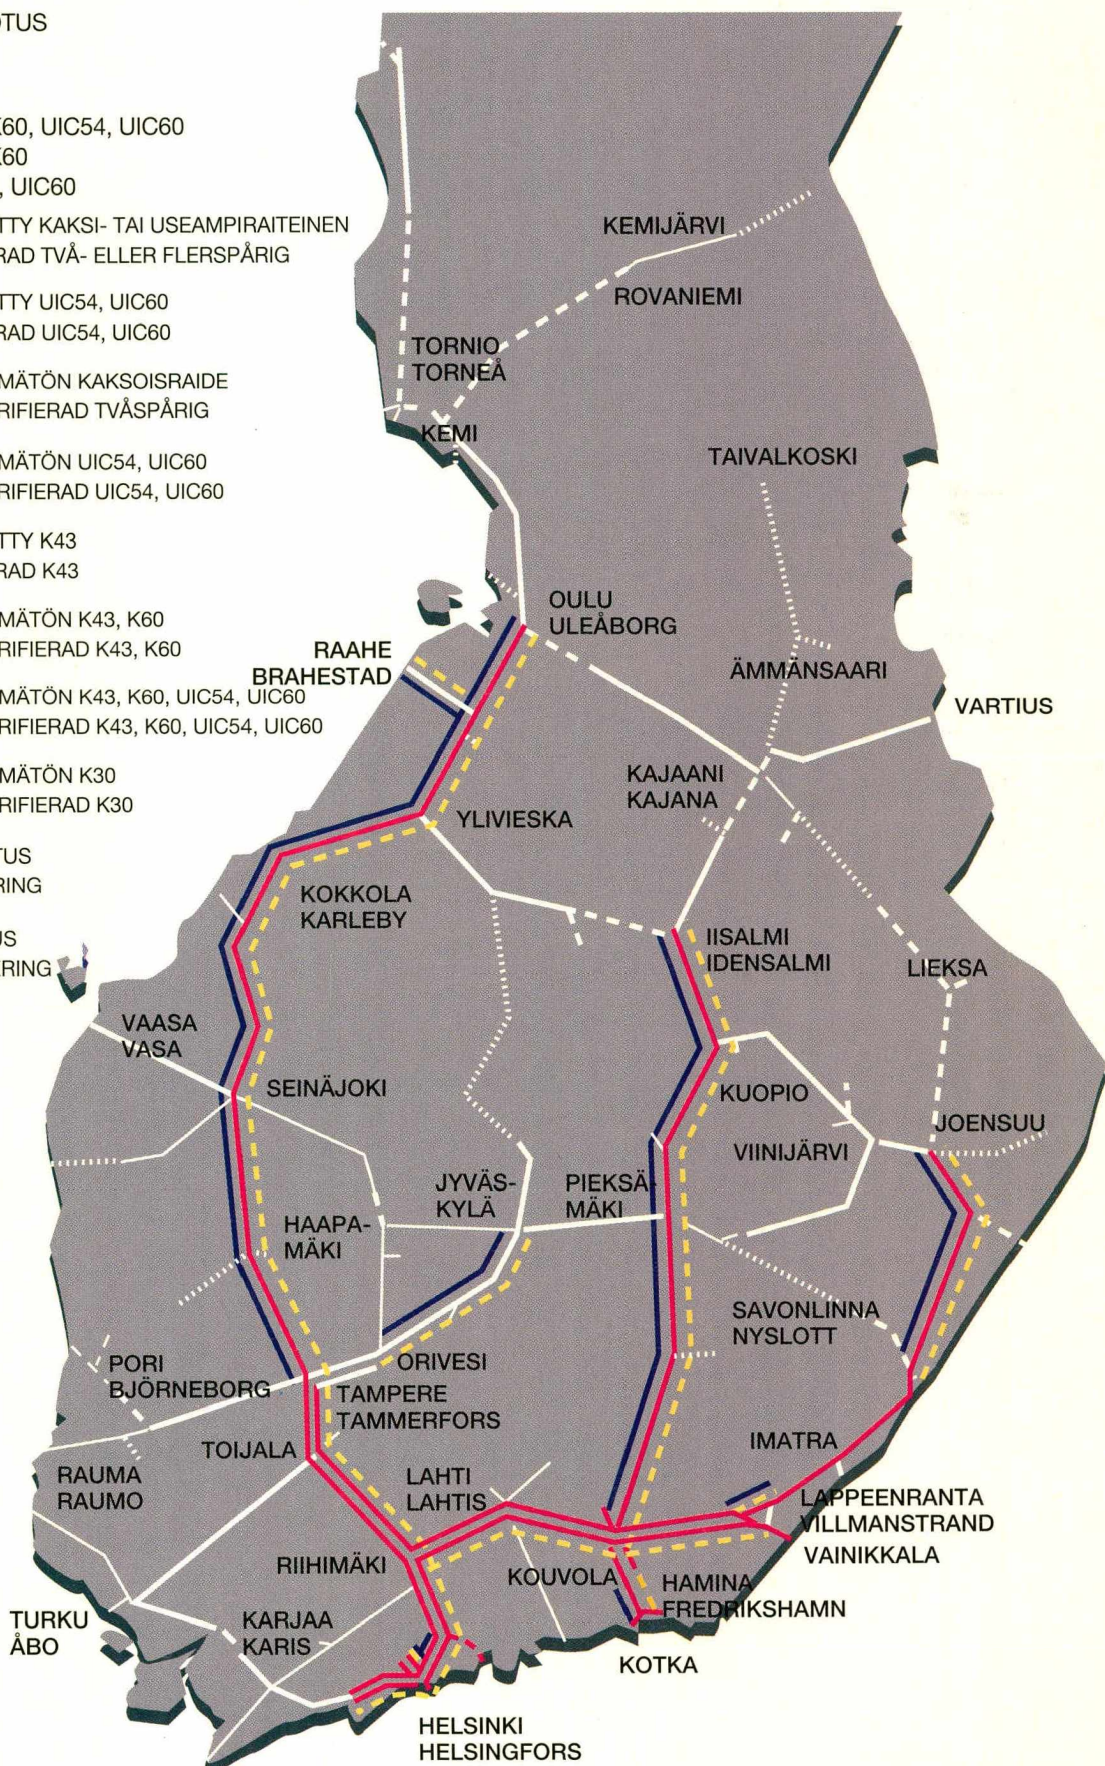 OTUS
K60, UIC54, UIC60
K60
, UIC60
TTY KAKSI- TAI USEAMPIRAITEINEN
RAD TVÅ- ELLER FLERSPÅRIG
TTY UIC54, UIC60
RAD UIC54, UIC60
MÄTÖN KAKSOISRAIDE
RIFIERAD TVÅSPÅRIG
MÄTÖN UIC54, UIC60
RIFIERAD UIC54, UIC60
TTY K43
RAD K43
MÄTÖN K43, K60
RIFIERAD K43, K60
MÄTÖN K43, K60, UIC54, UIC60
RIFIERAD K43, K60, UIC54, UIC60
MÄTÖN K30
RIFIERAD K30
TUS
RING
US
ERING
KEMIJÄRVI
ROVANIEMI
TORNIO
TORNEÅ
KEMI
TAIVALKOSKI
OULU
ULEÅBORG
RAAHE
BRAHESTAD
ÄMMÄNSAARI
VARTIUS
KAJAANI
KAJANA
YLIVIESKA
KOKKOLA
KARLEBY
IISALMI
IDENSALMI
LIEKSA
VAASA
VASA
SEINÄJOKI
KUOPIO
JOENSUU
VIINIJÄRVI
JYVÄS-
KYLÄ
PIEKSÄ-
MÄKI
HAAPA-
MÄKI
SAVONLINNA
NYSLOTT
PORI
BJÖRNEBORG
ORIVESI
TAMPERE
TAMMERFORS
TOIJALA
IMATRA
RAUMA
RAUMO
LAHTI
LAHTIS
LAPPEENRANTA
VILLMANSTRAND
VAINIKKALA
RIIHIMÄKI
KOUVOLA
HAMINA
FREDRIKSHAMN
TURKU
ÅBO
KARJAA
KARIS
KOTKA
HELSINKI
HELSINGFORS